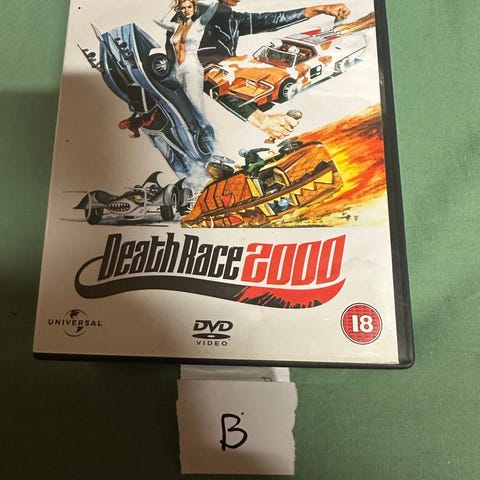 Death Race 2000
UNIVERSAL
DVD
VIDEO
18
B